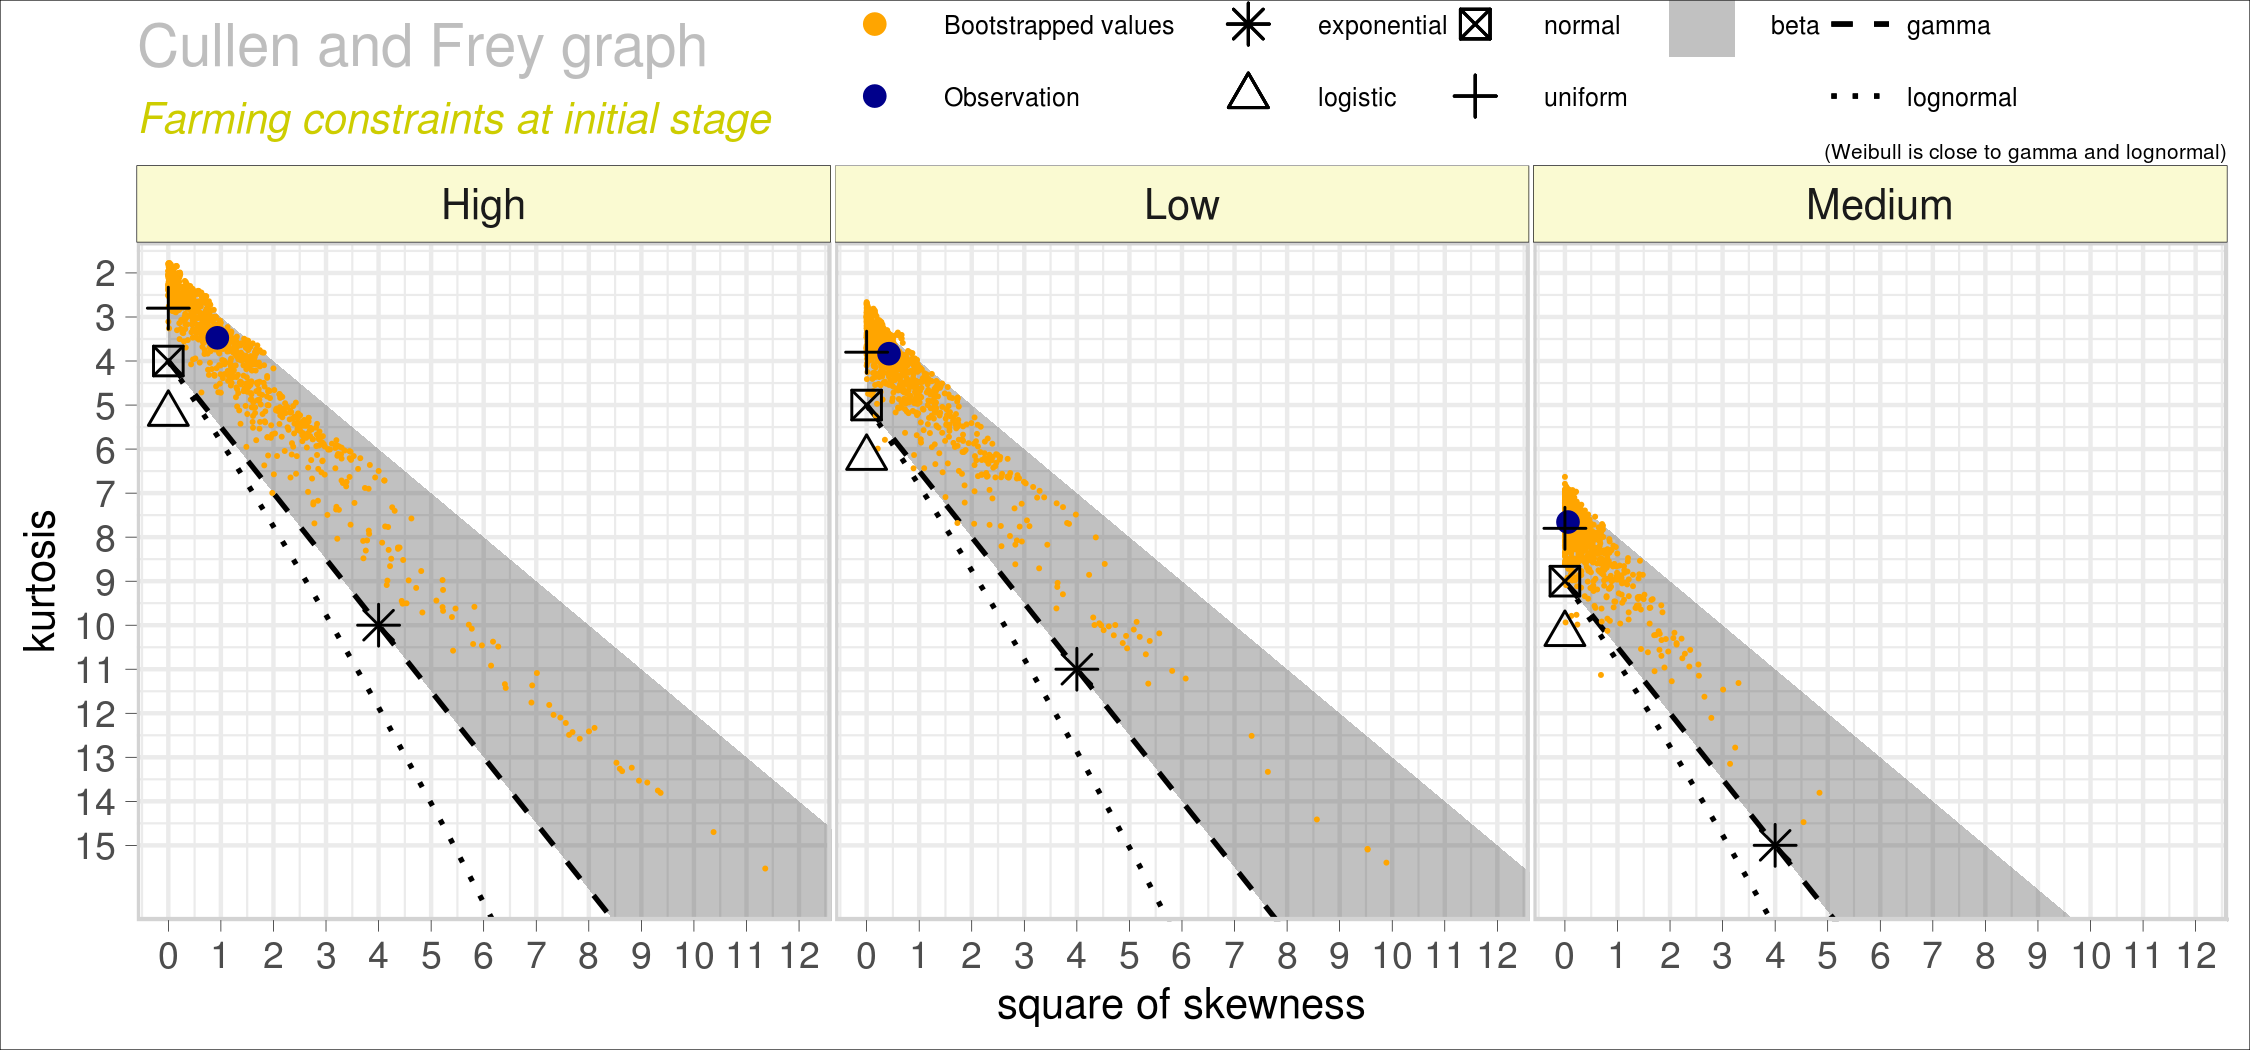 Cullen and Frey graph
Farming constraints at initial stage
Bootstrapped values exponential normal beta gamma
Observation logistic uniform lognormal
(Weibull is close to gamma and lognormal)
High Low Medium
kurtosis
2
3
4
5
6
7
8
9
10
11
12
13
14
15
0 1 2 3 4 5 6 7 8 9 10 11 12 0 1 2 3 4 5 6 7 8 9 10 11 12 0 1 2 3 4 5 6 7 8 9 10 11 12
square of skewness